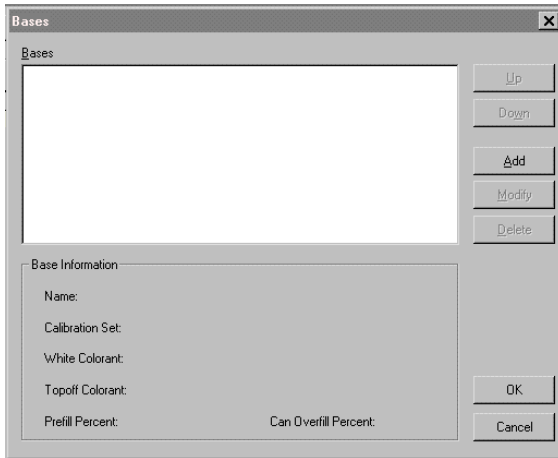 Bases
Bases
Up
Down
Add
Modify
Delete
Base Information
Name:
Calibration Set:
White Colorant:
Topoff Colorant:
Prefill Percent: Can Overfill Percent:
OK
Cancel